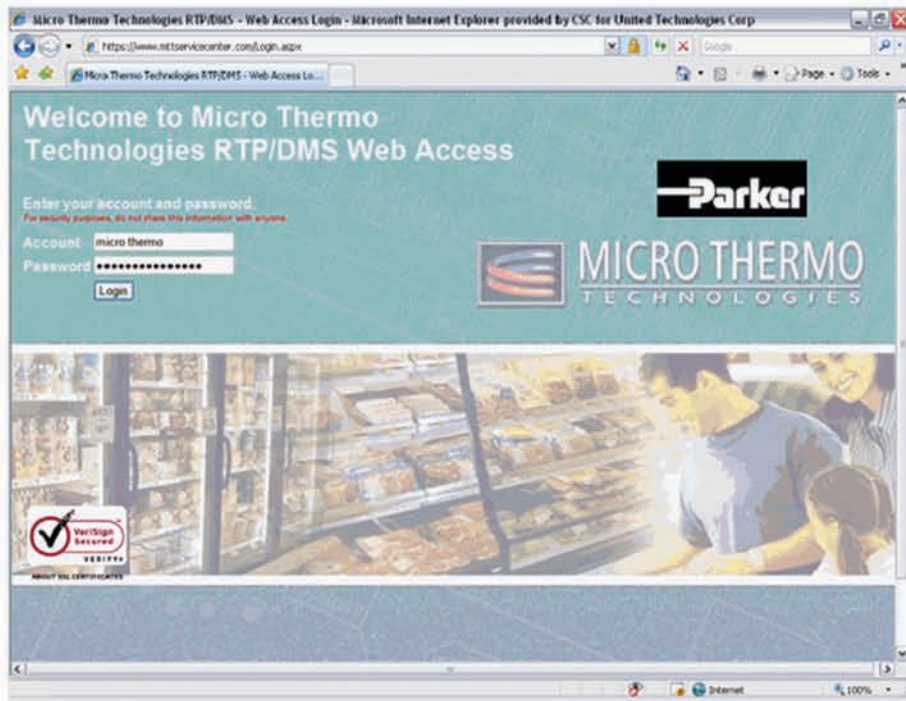 Micro Thermo Technologies RTP/DMS - Web Access Login - Microsoft Internet Explorer provided by CSC for United Technologies Corp
https://www.mttservicecenter.com/Login.aspx
Google
Micro Thermo Technologies RTP/DMS - Web Access Lo...
Page
Tools
Welcome to Micro Thermo
Technologies RTP/DMS Web Access
Parker
Enter your account and password.
For security purposes, do not share this information with anyone
Account micro thermo
Password ●●●●●●●●●●●●●●●
Login
MICRO THERMO
TECHNOLOGIES
VeriSign
Secured
VERIFY
ABOUT SSL CERTIFICATES
Internet
100%